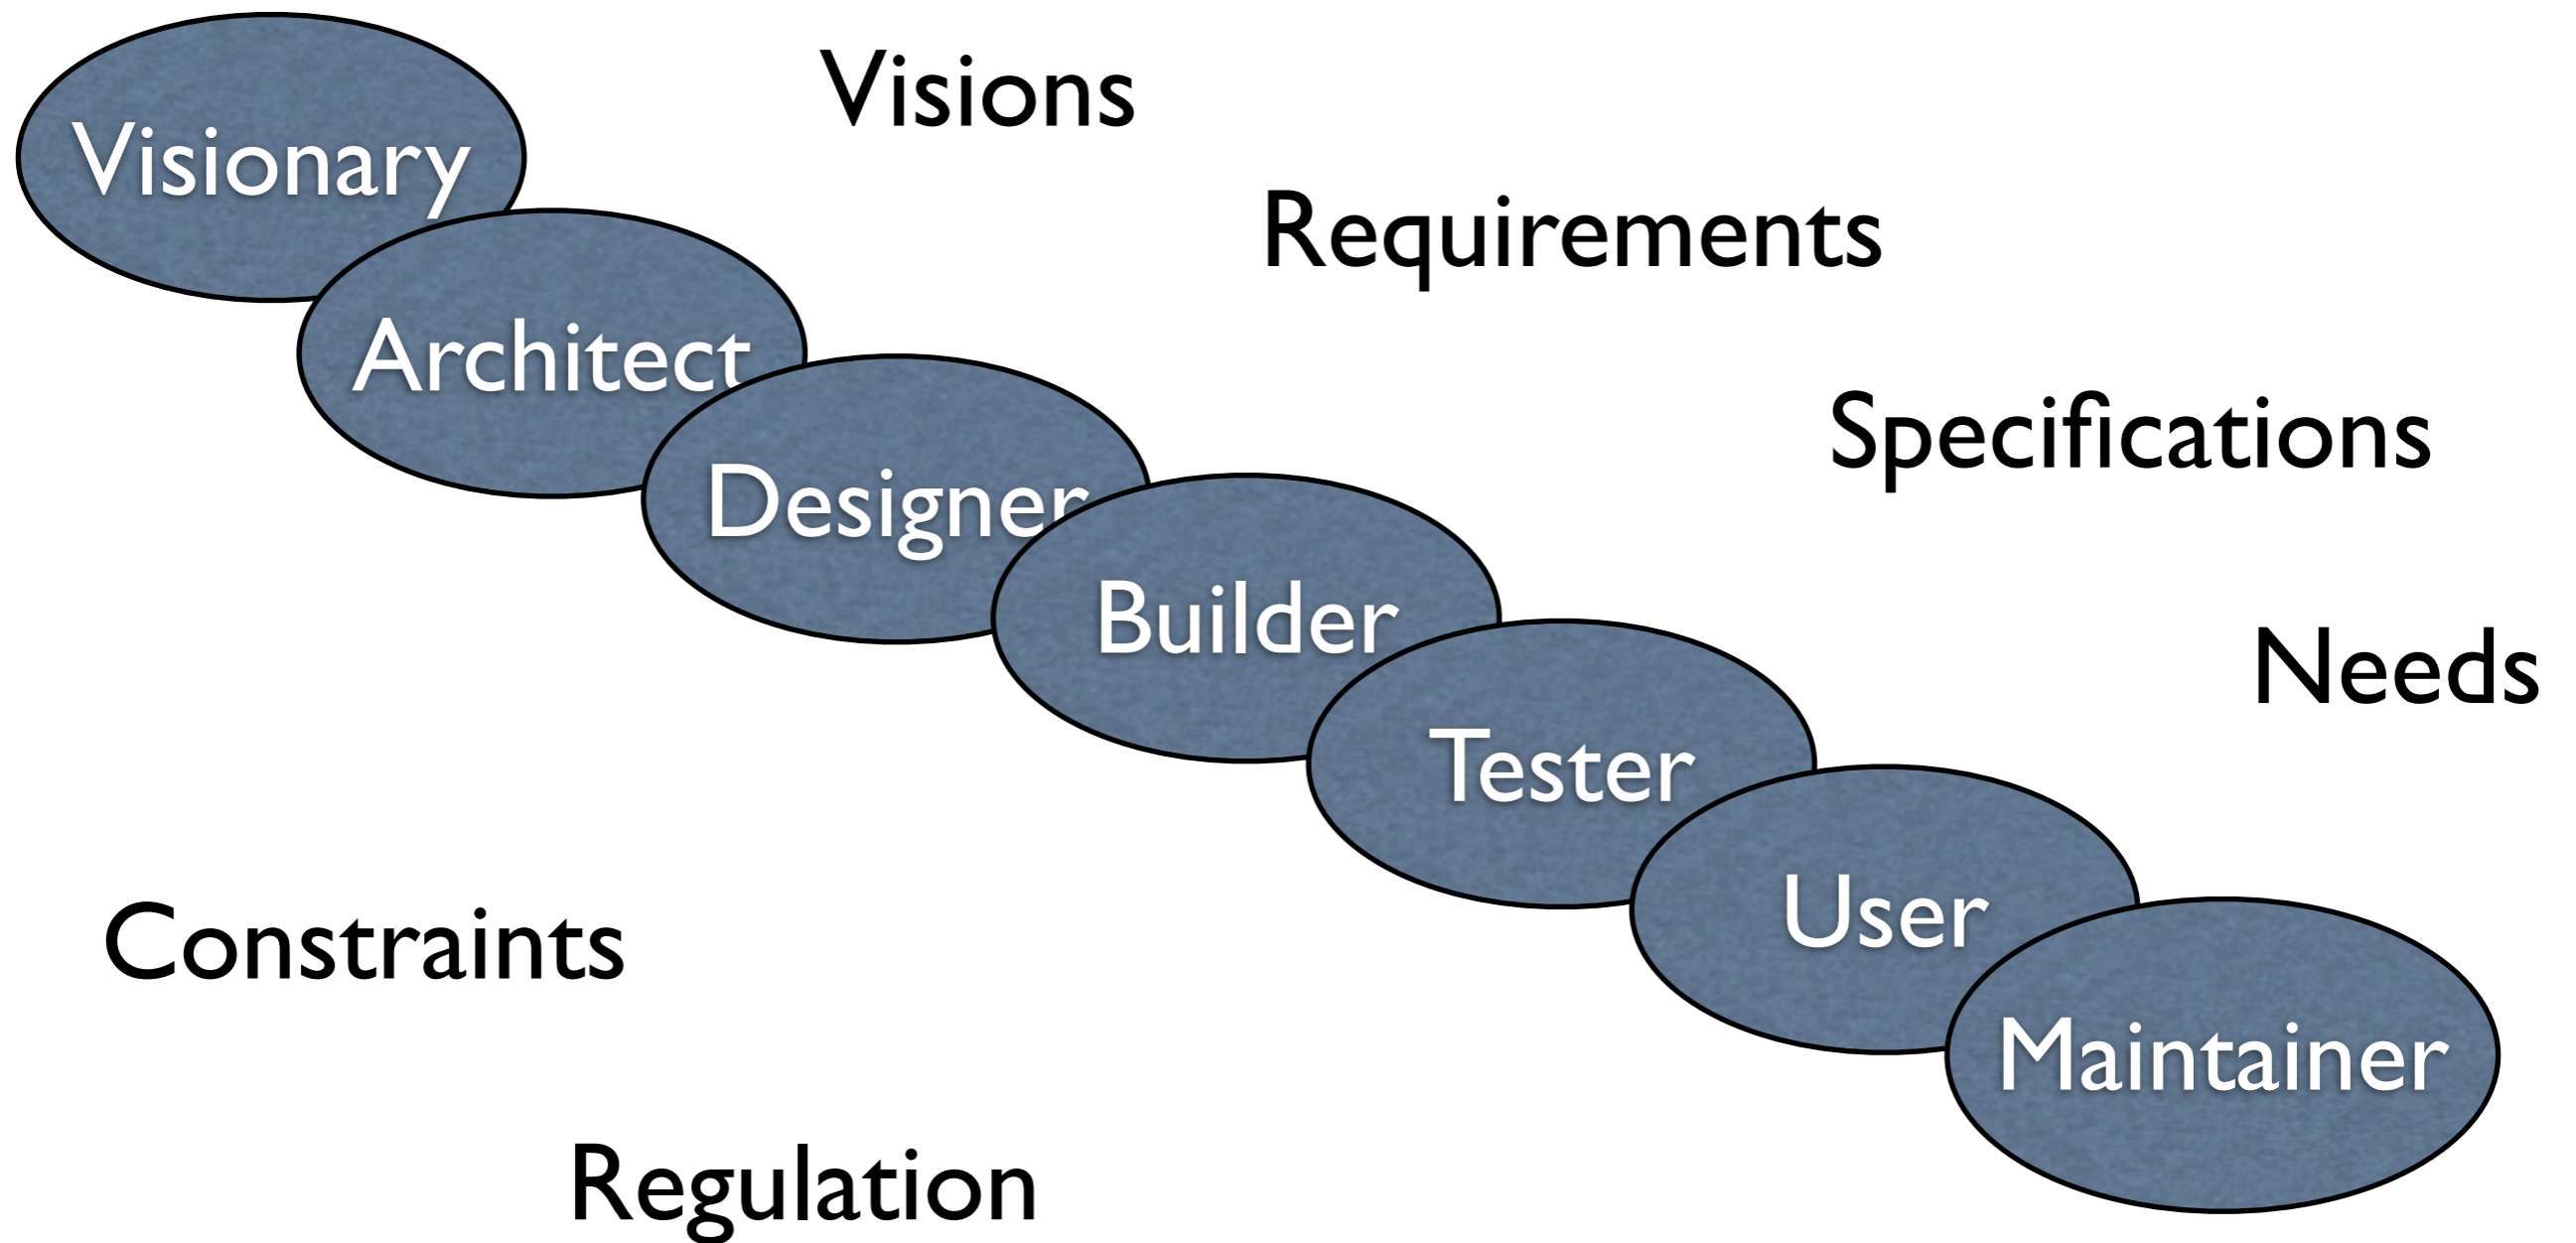 Visions
Visionary
Requirements
Architect
Specifications
Designer
Builder
Needs
Tester
User
Constraints
Maintainer
Regulation